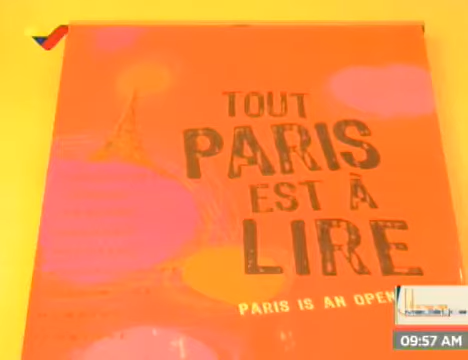 TOUT
PARIS
EST À
LIRE
PARIS IS AN OPEN
09:57 AM